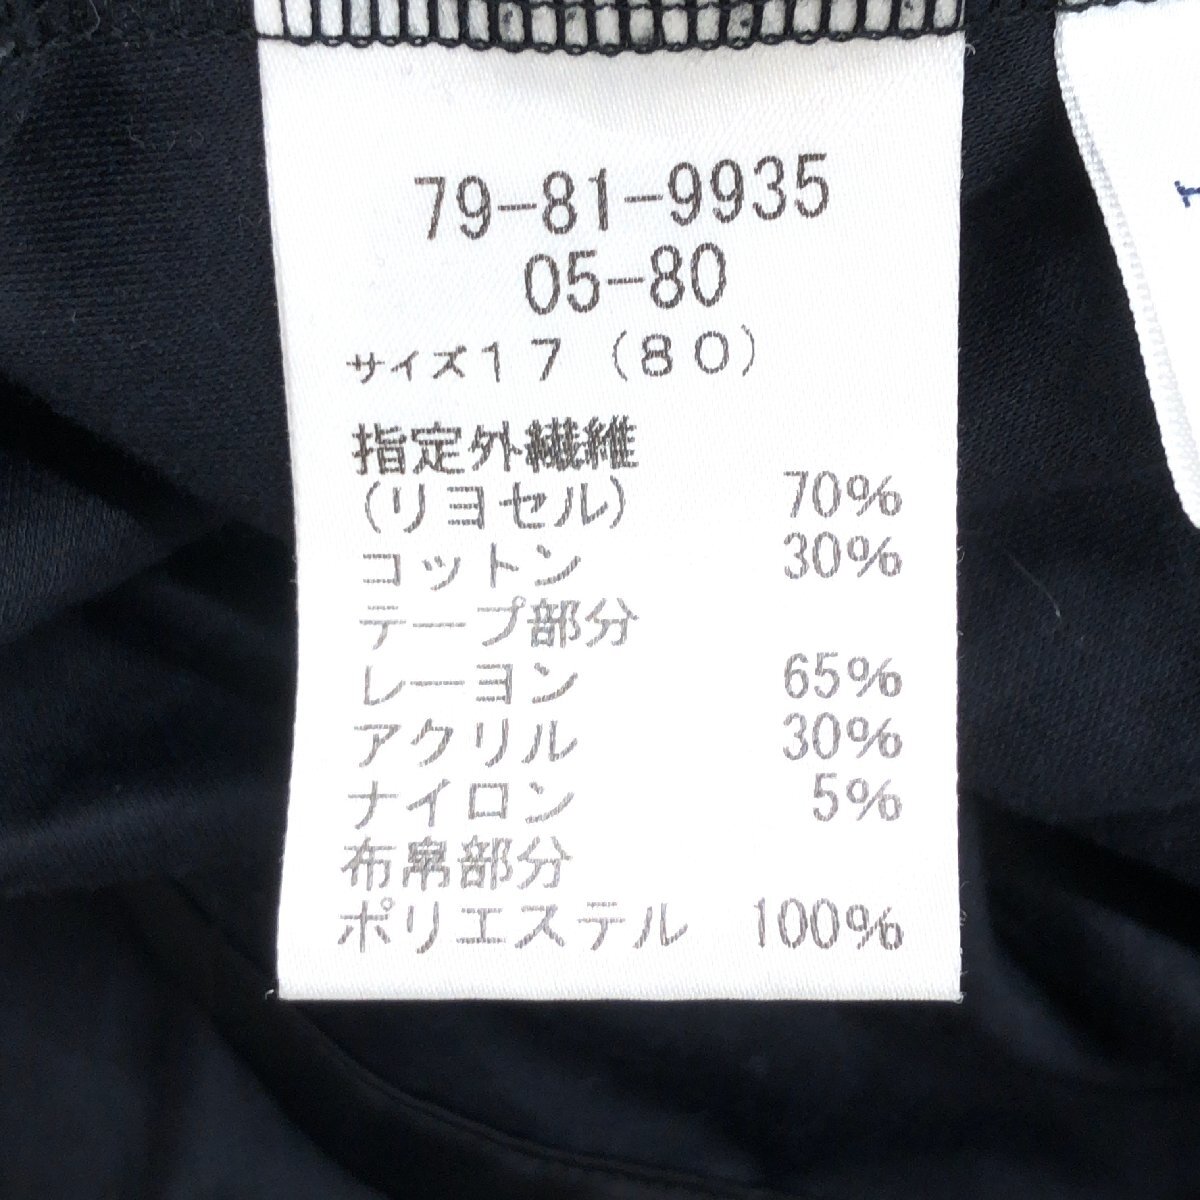 79-81-9935
05-80
サイズ17（80）
指定外繊維
(リヨセル) 70%
コットン 30%
テープ部分
レーヨン 65%
アクリル 30%
ナイロン 5%
布帛部分
ポリエステル 100%